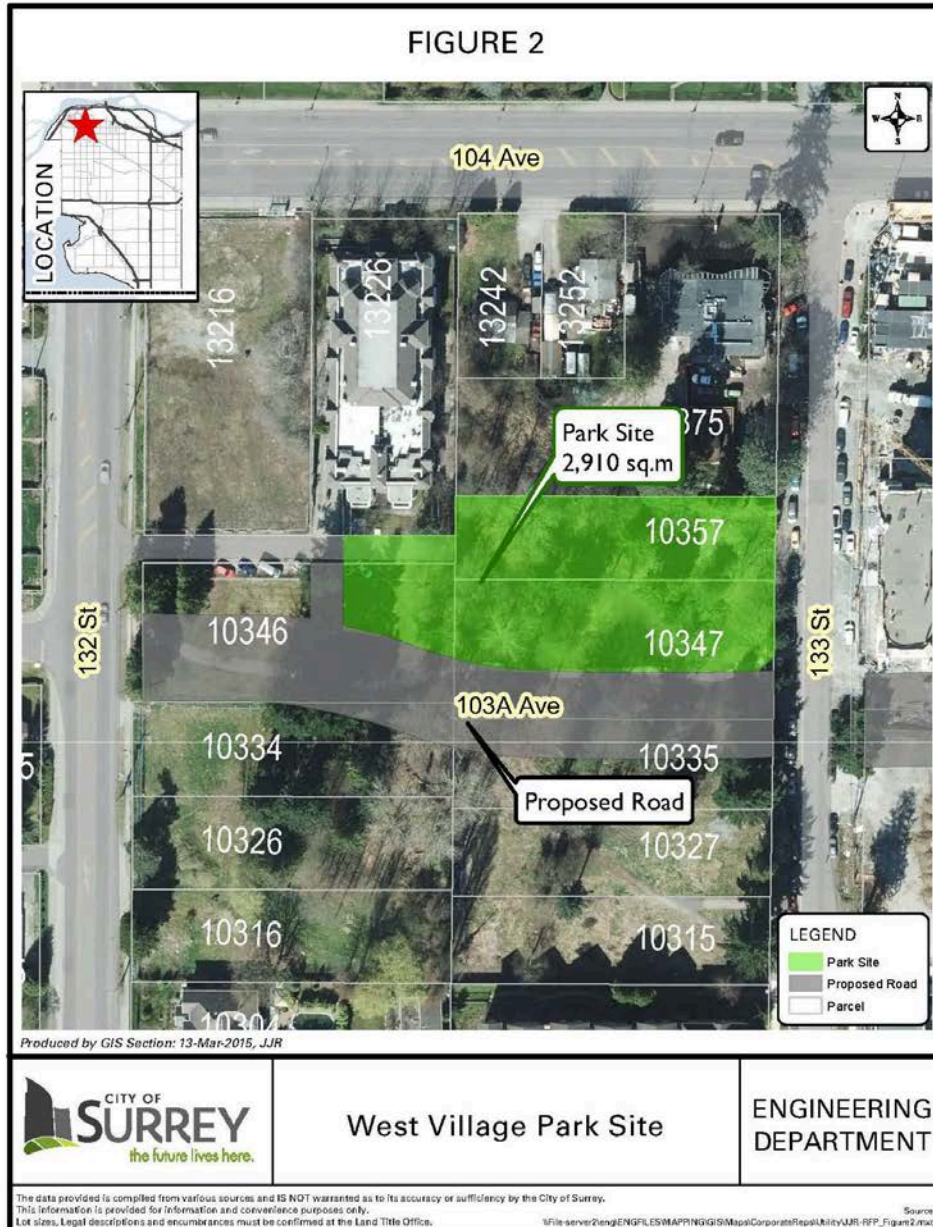 FIGURE 2
LOCATION
N
W E
S
104 Ave
13216
13226
13242
13252
Park Site
2,910 sq.m
375
10357
10347
10346
132 St
133 St
103A Ave
10334
10335
Proposed Road
10326
10327
10316
10315
10304
LEGEND
Park Site
Proposed Road
Parcel
Produced by GIS Section: 13-Mar-2015, JJR
CITY OF
SURREY
the future lives here.
West Village Park Site
ENGINEERING
DEPARTMENT
The data provided is compiled from various sources and IS NOT warranted as to its accuracy or sufficiency by the City of Surrey.
This information is provided for information and convenience purposes only.
Lot sizes, Legal descriptions and encumbrances must be confirmed at the Land Title Office.
Source